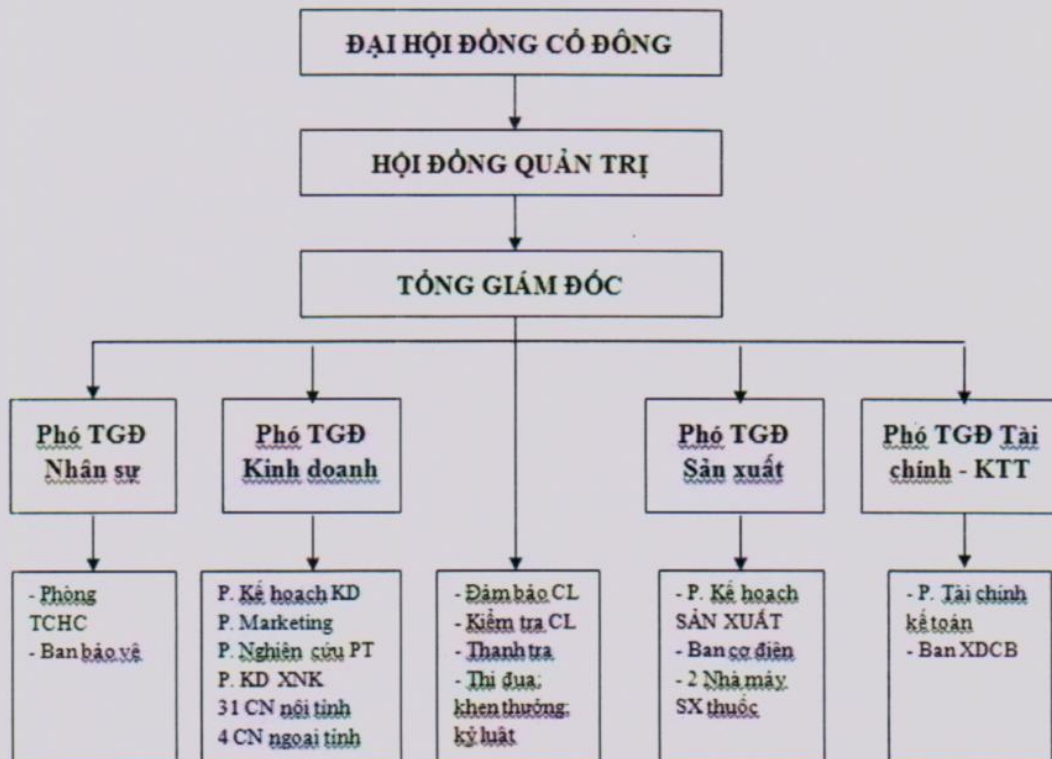 ĐẠI HỘI ĐỒNG CỔ ĐÔNG
HỘI ĐỒNG QUẢN TRỊ
TỔNG GIÁM ĐỐC
Phó TGĐ
Nhân sự
Phó TGĐ
Kinh doanh
Phó TGĐ
Sản xuất
Phó TGĐ Tài
chính - KTT
- Phòng
TCHC
- Ban bảo vệ
P. Kế hoạch KD
P. Marketing
P. Nghiên cứu PT
P. KD XNK
31 CN nội tỉnh
4 CN ngoại tỉnh
- Đảm bảo CL
- Kiểm tra CL
- Thanh tra
- Thi đua;
khen thưởng;
kỷ luật
- P. Kế hoạch
SẢN XUẤT
- Ban cơ điện
- 2 Nhà máy
SX thuốc
- P. Tài chính
kế toán
- Ban XDCB